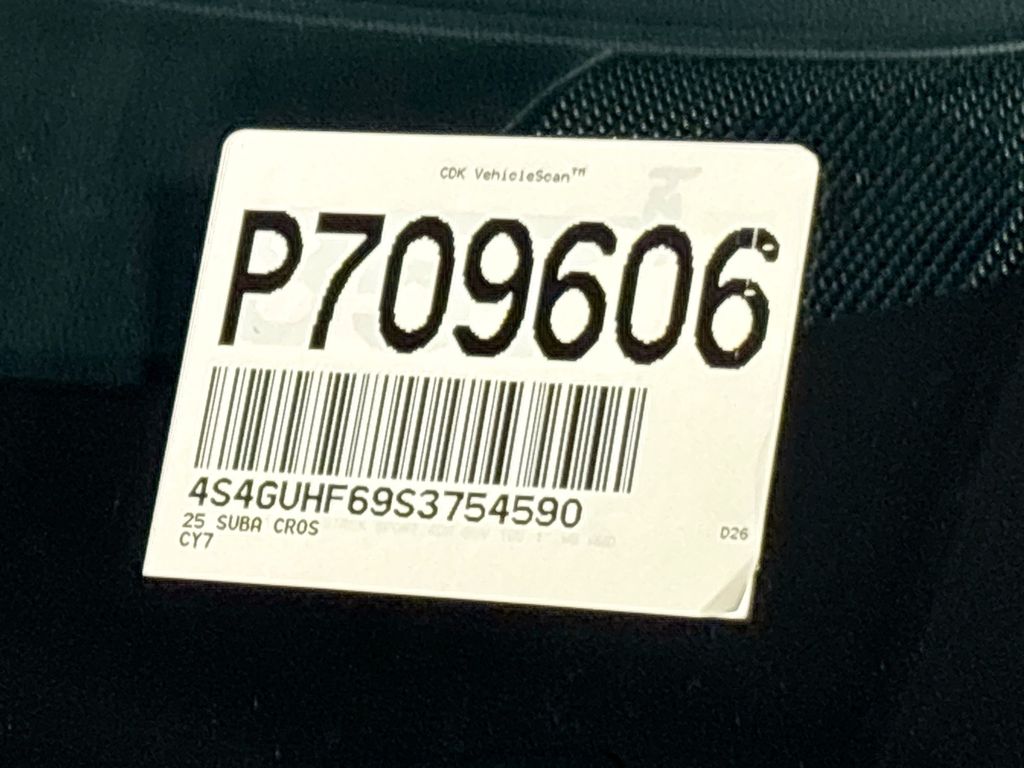 CDK VehicleScan™
P709606
4S4GUHF69S3754590
25 SUBA CROS
CY7
D26